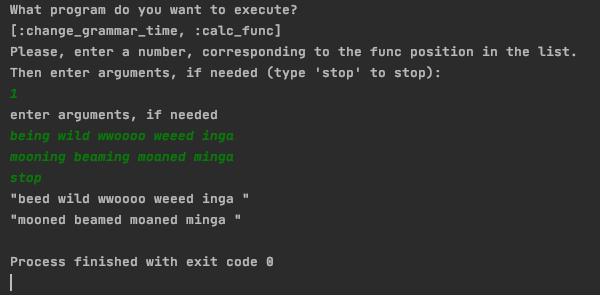 What program do you want to execute?
[:change_grammar_time, :calc_func]
Please, enter a number, corresponding to the func position in the list.
Then enter arguments, if needed (type 'stop' to stop):
1
enter arguments, if needed
being wild wwoooo weeed inga
mooning beaming moaned minga
stop
"beed wild wwoooo weeed inga "
"mooned beamed moaned minga "
Process finished with exit code 0